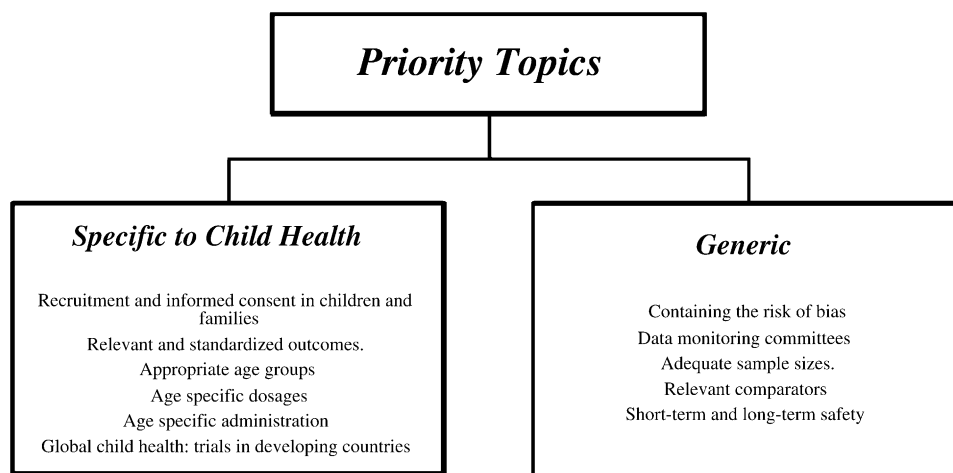 Priority Topics
Specific to Child Health
Recruitment and informed consent in children and
families
Relevant and standardized outcomes.
Appropriate age groups
Age specific dosages
Age specific administration
Global child health: trials in developing countries
Generic
Containing the risk of bias
Data monitoring committees
Adequate sample sizes.
Relevant comparators
Short-term and long-term safety